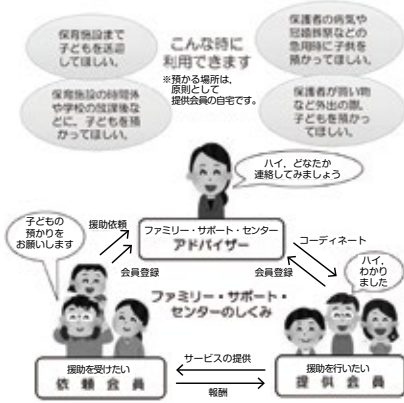 保育施設まで
子どもを送迎
してほしい。
こんな時に
利用できます
※預かる場所は、
原則として
提供会員の自宅です。
保護者の病気や
冠婚葬祭などの
急用時に子供を
預かってほしい。
保育施設の時間外
や学校の放課後な
どに、子どもを預
かってほしい。
保護者が買い物
など外出の際、
子どもを預かっ
てほしい。
ハイ、どなたか
連絡してみましょう
子どもの
預かりを
お願いします
援助依頼
ファミリー・サポート・センター
アドバイザー
コーディネート
会員登録
会員登録
ハイ、
わかり
ました
ファミリー・サポート・
センターのしくみ
援助を受けたい
依頼会員
サービスの提供
報酬
援助を行いたい
提供会員